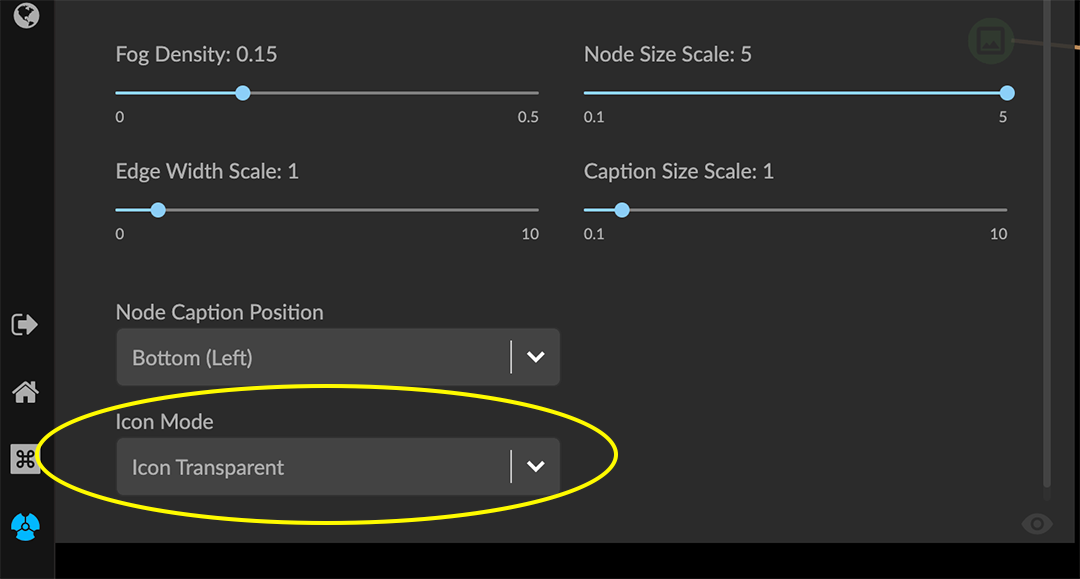 Fog Density: 0.15
Node Size Scale: 5
0
0.5
0.1
5
Edge Width Scale: 1
Caption Size Scale: 1
0
10
0.1
10
Node Caption Position
Bottom (Left)
Icon Mode
Icon Transparent